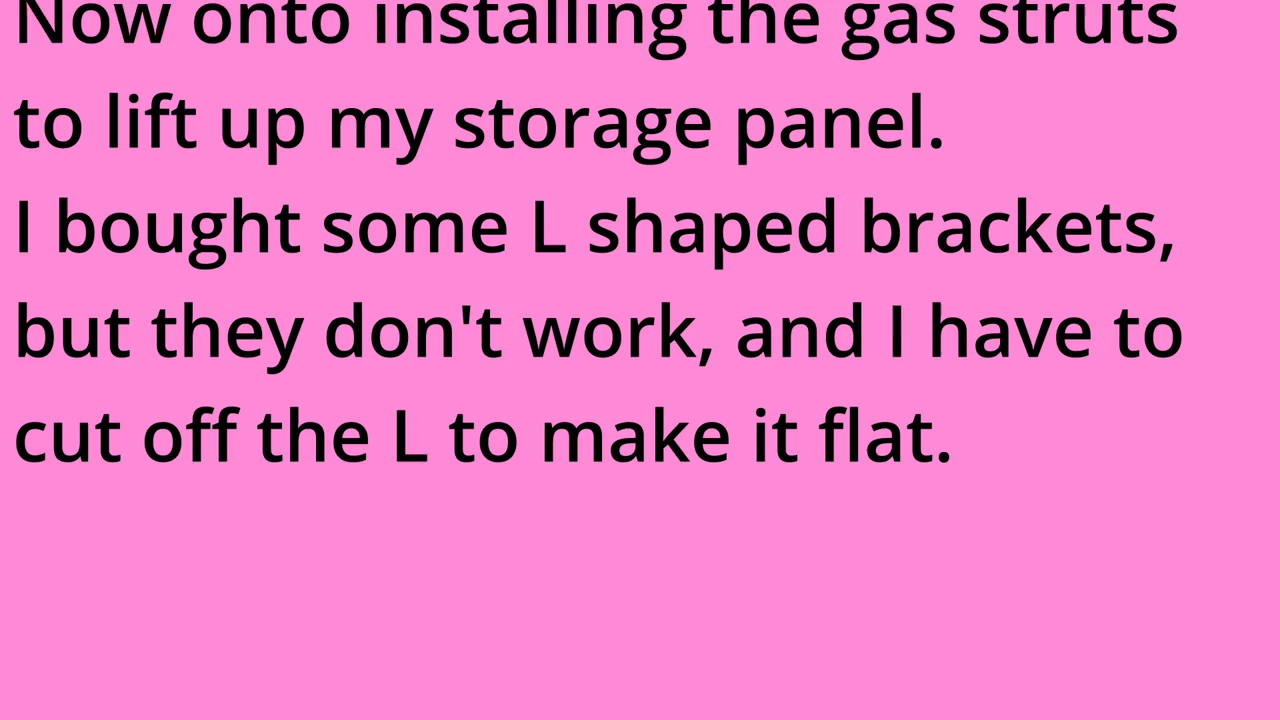 Now onto installing the gas struts
to lift up my storage panel.
I bought some L shaped brackets,
but they don't work, and I have to
cut off the L to make it flat.